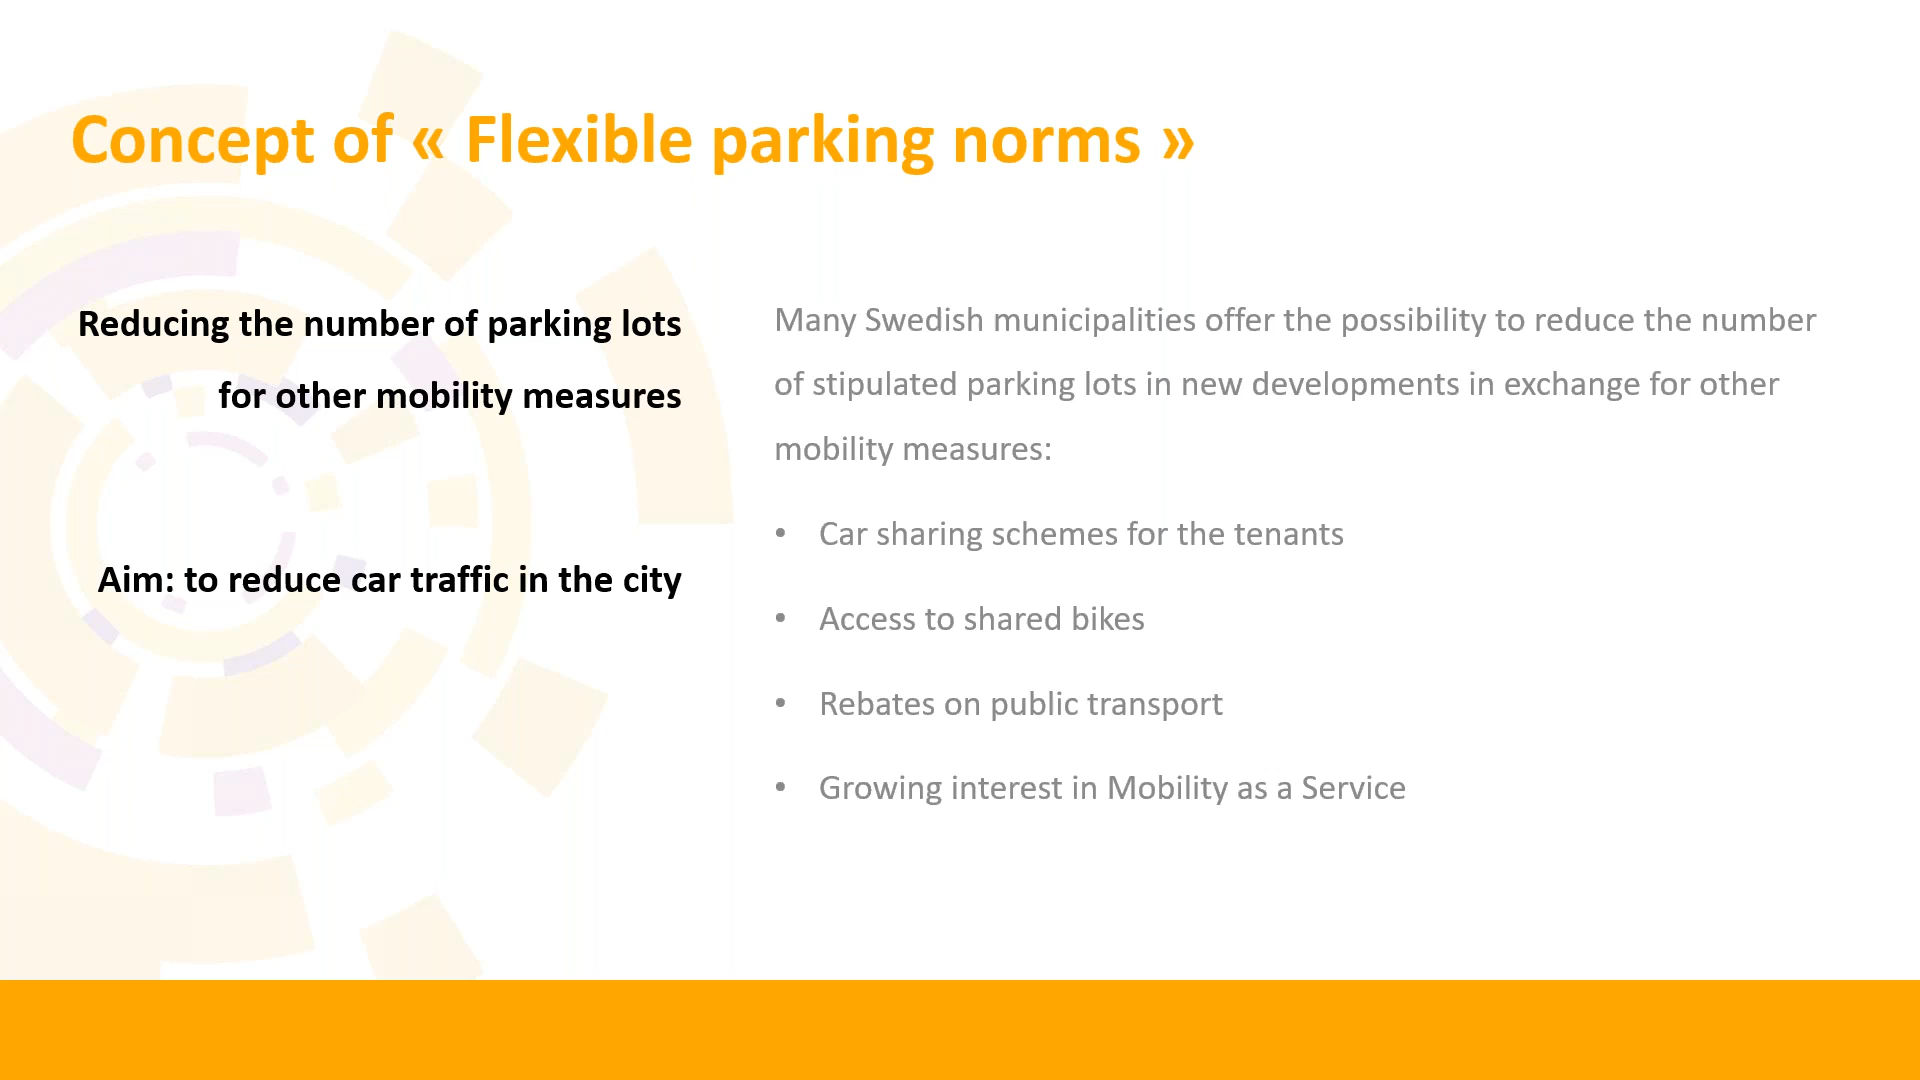 Concept of « Flexible parking norms »
Reducing the number of parking lots
for other mobility measures
Aim: to reduce car traffic in the city
Many Swedish municipalities offer the possibility to reduce the number
of stipulated parking lots in new developments in exchange for other
mobility measures:
• Car sharing schemes for the tenants
• Access to shared bikes
• Rebates on public transport
• Growing interest in Mobility as a Service